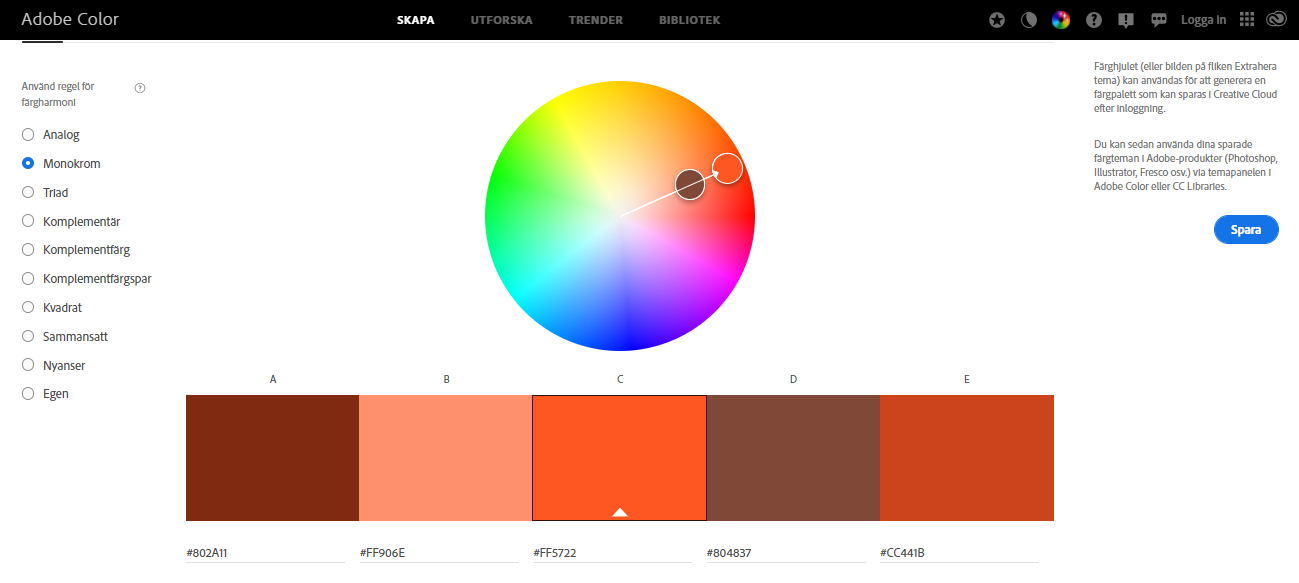 Adobe Color
SKAPA
UTFORSKA
TRENDER
BIBLIOTEK
Logga in
Använd regel för
färgharmoni
Analog
Monokrom
Triad
Komplementär
Komplementfärg
Komplementfärgspar
Kvadrat
Sammansatt
Nyanser
Egen
Färghjulet (eller bilden på fliken Extrahera
tema) kan användas för att generera en
färgpalett som kan sparas i Creative Cloud
efter inloggning.
Du kan sedan använda dina sparade
färgteman i Adobe-produkter (Photoshop,
Illustrator, Fresco osv.) via temapanelen i
Adobe Color eller CC Libraries.
Spara
A
B
C
D
E
#802A11
#FF906E
#FF5722
#804837
#CC441B